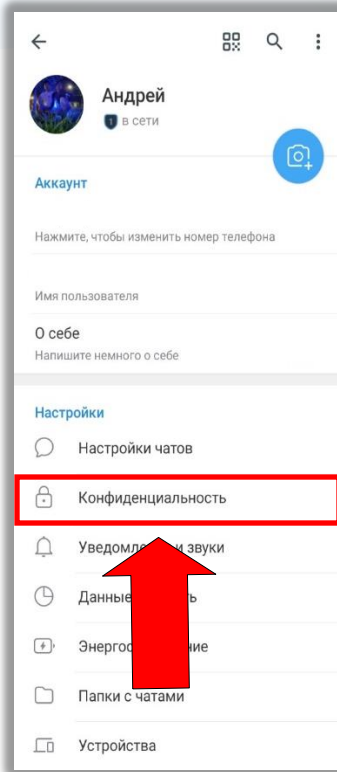 Андрей
в сети
Аккаунт
Нажмите, чтобы изменить номер телефона
Имя пользователя
О себе
Напишите немного о себе
Настройки
Настройки чатов
Конфиденциальность
и звуки
Данные
Папки с чатами
Устройства